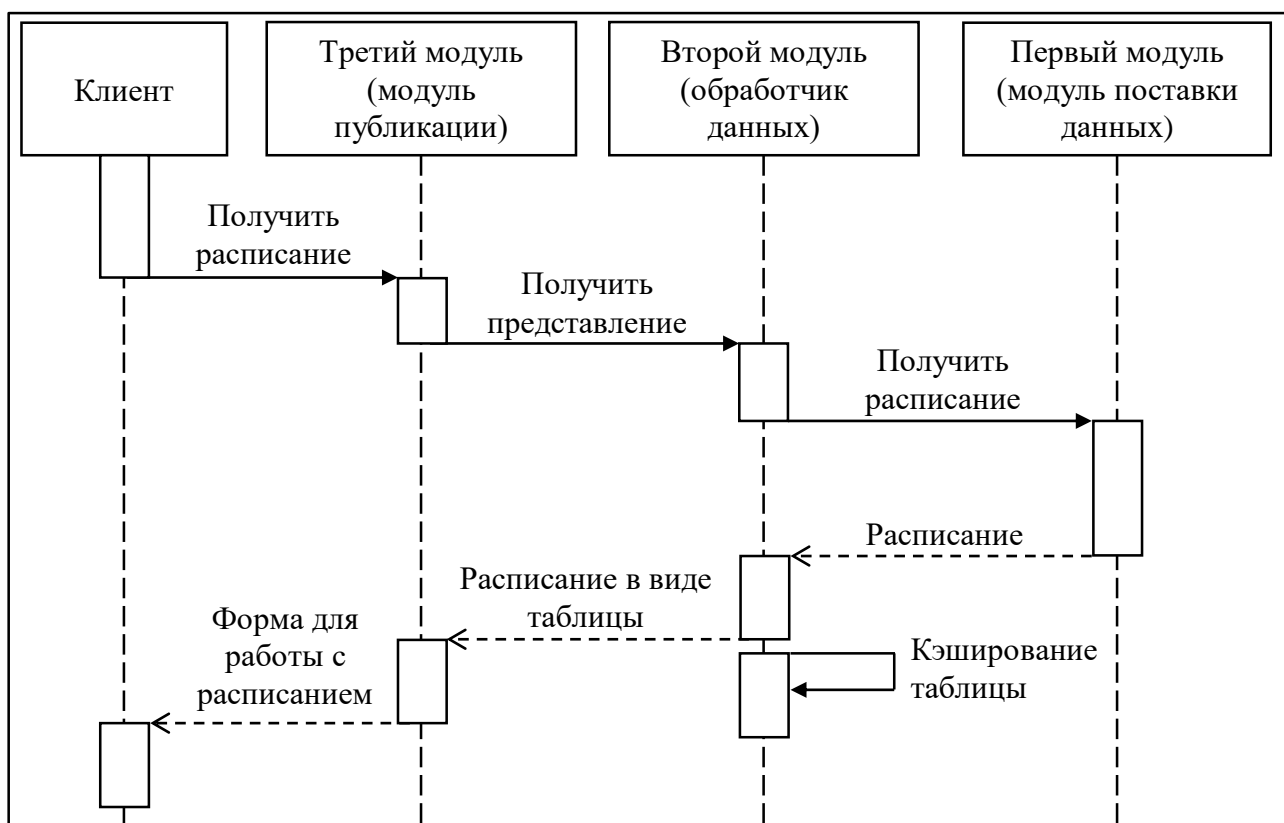 Клиент
Третий модуль
(модуль
публикации)
Второй модуль
(обработчик
данных)
Первый модуль
(модуль поставки
данных)
Получить
расписание
Получить
представление
Получить
расписание
Расписание
Расписание в виде
таблицы
Форма для
работы с
расписанием
Кэширование
таблицы